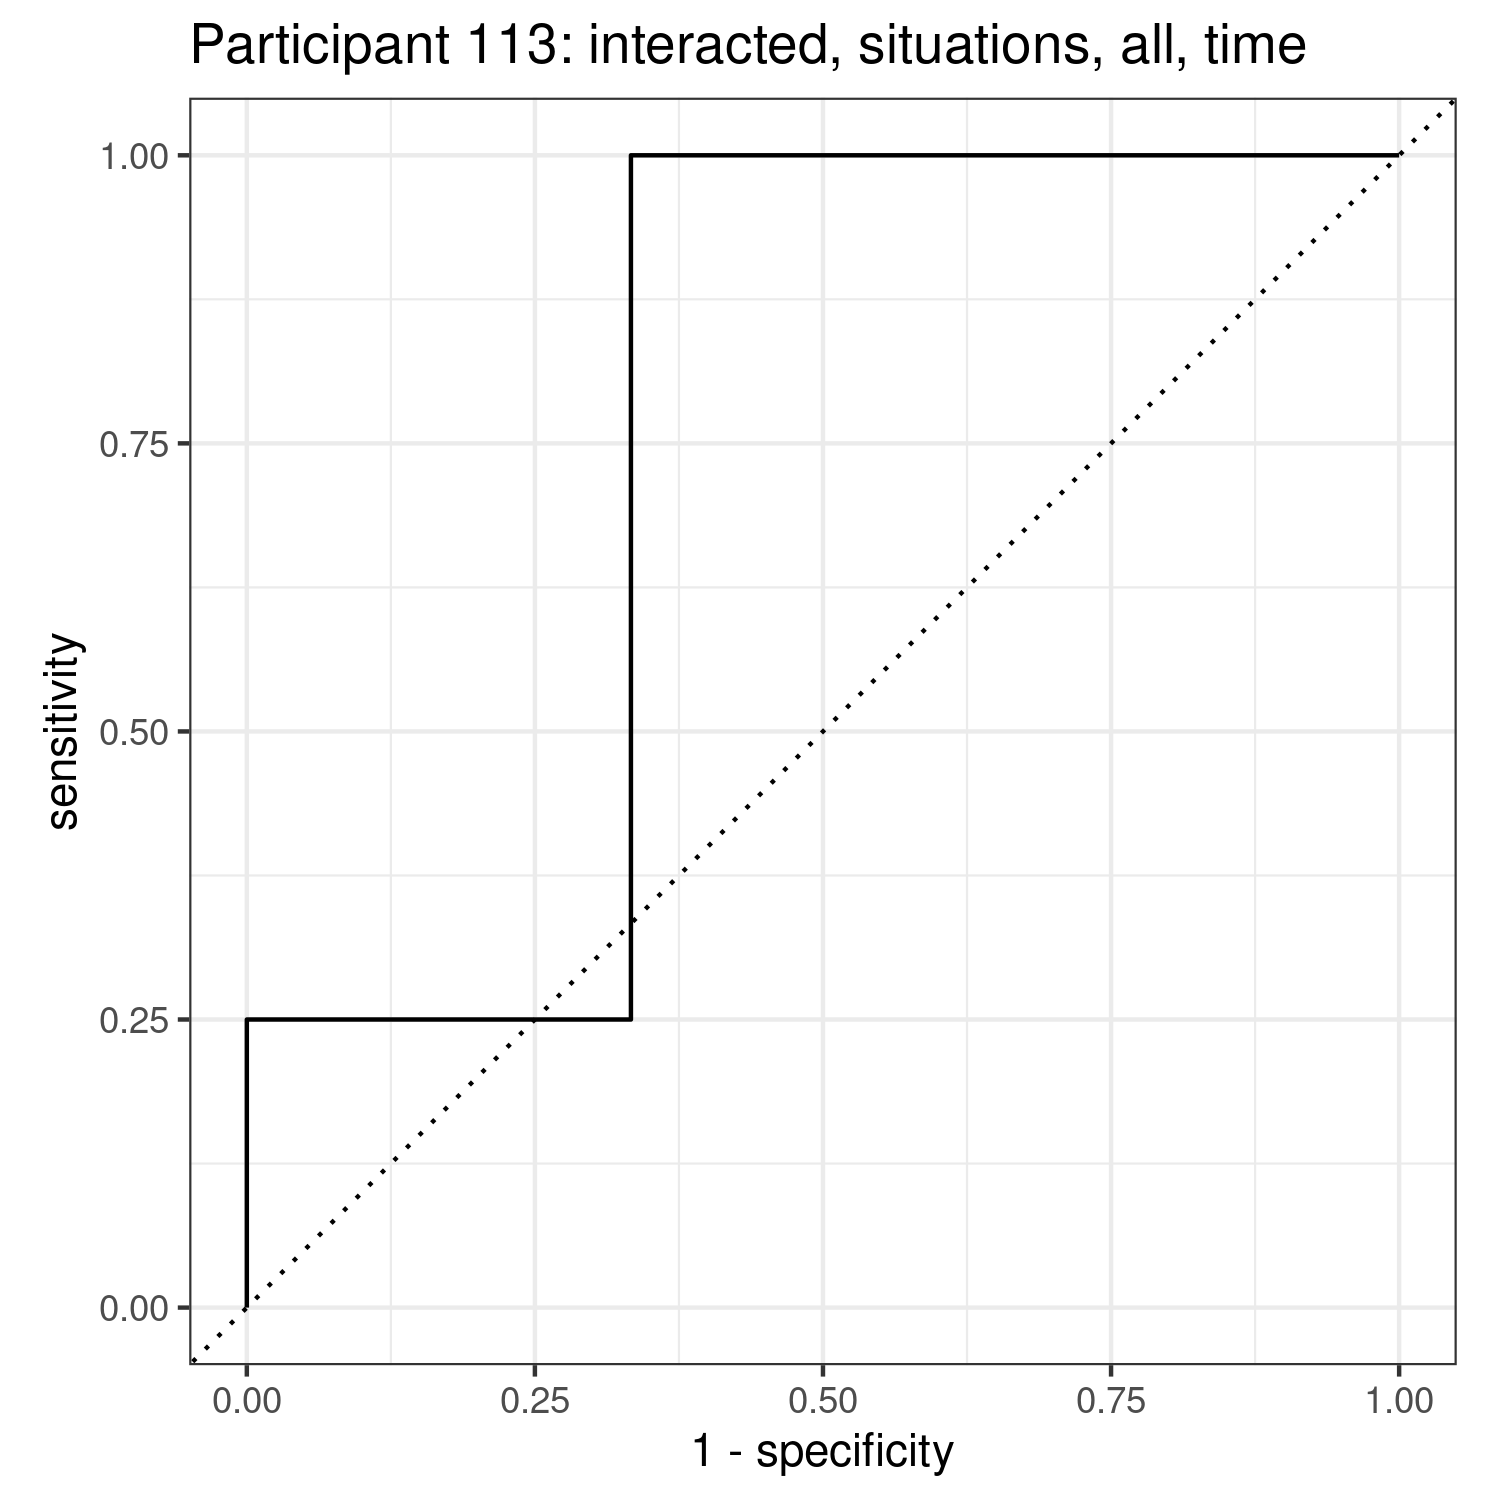 Participant 113: interacted, situations, all, time
1.00
0.75
0.50
0.25
0.00
sensitivity
0.00 0.25 0.50 0.75 1.00
1 - specificity